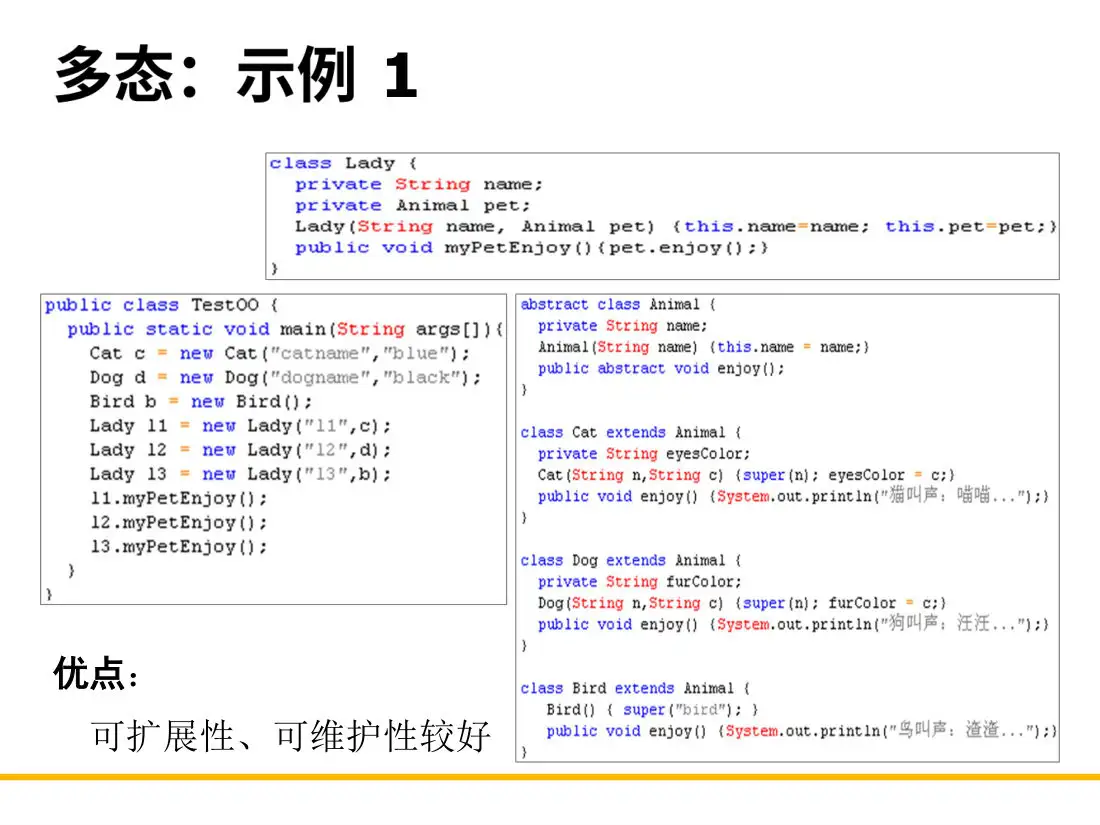 多态：示例 1
class Lady {
private String name;
private Animal pet;
Lady(String name, Animal pet) {this.name=name; this.pet=pet;}
public void myPetEnjoy(){pet.enjoy();}
}
public class TestOO {
public static void main(String args[]){
Cat c = new Cat("catname","blue");
Dog d = new Dog("dogname","black");
Bird b = new Bird();
Lady l1 = new Lady("l1",c);
Lady l2 = new Lady("l2",d);
Lady l3 = new Lady("l3",b);
l1.myPetEnjoy();
l2.myPetEnjoy();
l3.myPetEnjoy();
}
}
abstract class Animal {
private String name;
Animal(String name) {this.name = name;}
public abstract void enjoy();
}
class Cat extends Animal {
private String eyesColor;
Cat(String n,String c) {super(n); eyesColor = c;}
public void enjoy() {System.out.println("猫叫声：喵喵...");}
}
class Dog extends Animal {
private String furColor;
Dog(String n,String c) {super(n); furColor = c;}
public void enjoy() {System.out.println("狗叫声：汪汪...");}
}
class Bird extends Animal {
Bird() { super("bird"); }
public void enjoy() {System.out.println("鸟叫声：渣渣...");}
}
优点：
可扩展性、可维护性较好